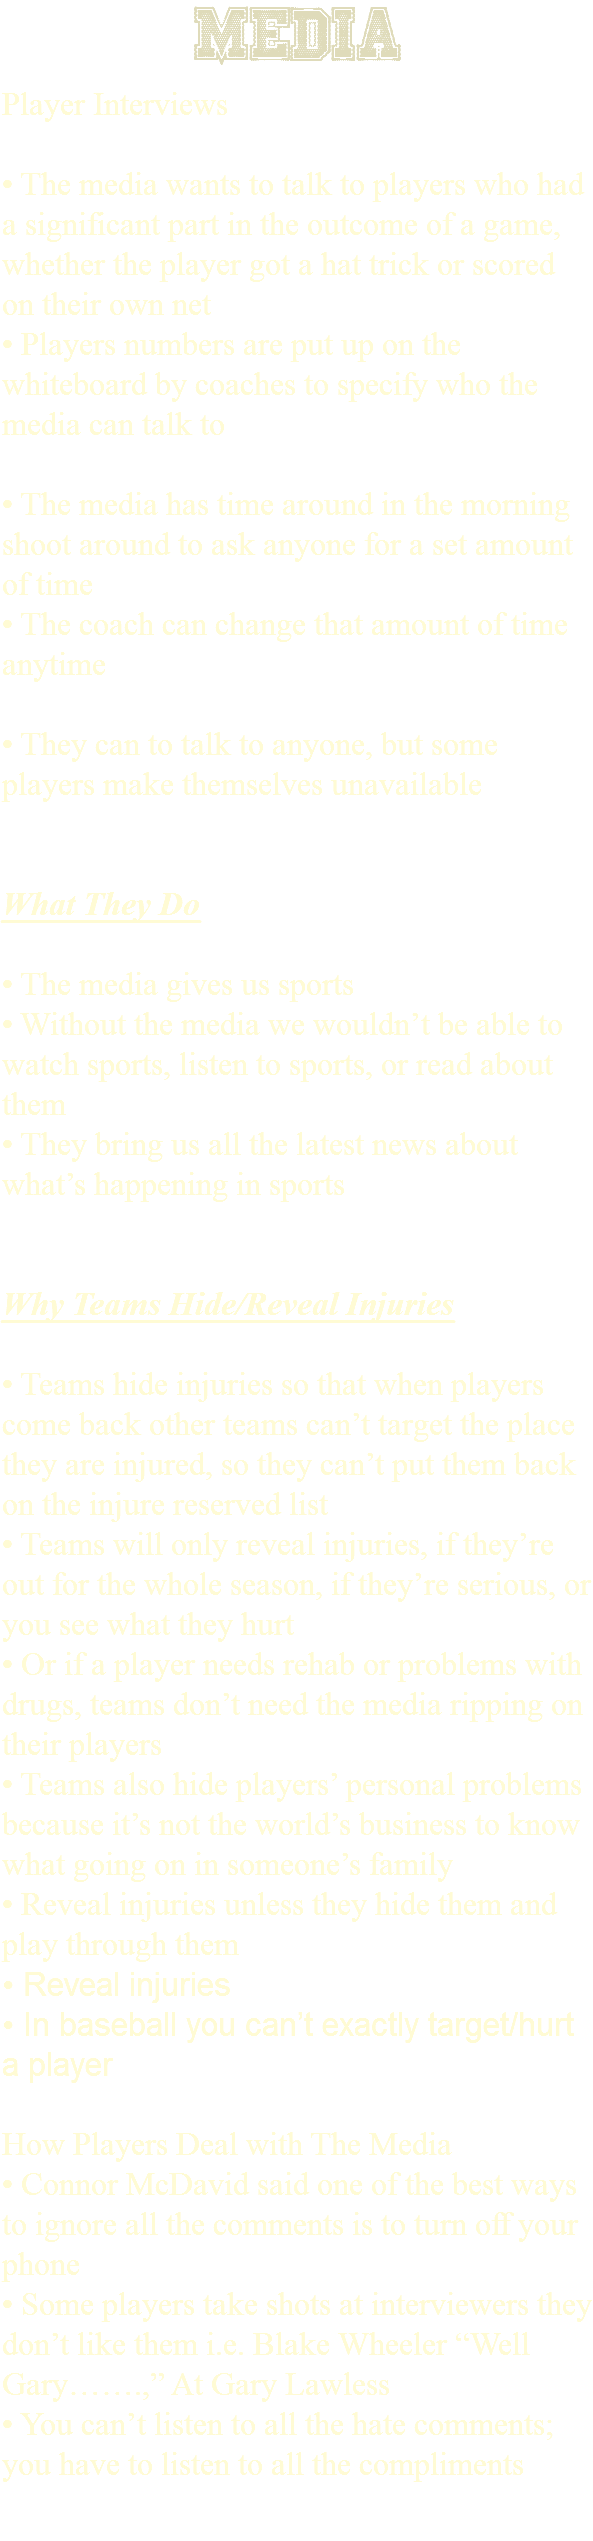 MEDIA
Player Interviews
• The media wants to talk to players who had
a significant part in the outcome of a game,
whether the player got a hat trick or scored
on their own net
• Players numbers are put up on the
whiteboard by coaches to specify who the
media can talk to
• The media has time around in the morning
shoot around to ask anyone for a set amount
of time
• The coach can change that amount of time
anytime
• They can to talk to anyone, but some
players make themselves unavailable
What They Do
• The media gives us sports
• Without the media we wouldn’t be able to
watch sports, listen to sports, or read about
them
• They bring us all the latest news about
what’s happening in sports
Why Teams Hide/Reveal Injuries
• Teams hide injuries so that when players
come back other teams can’t target the place
they are injured, so they can’t put them back
on the injure reserved list
• Teams will only reveal injuries, if they’re
out for the whole season, if they’re serious, or
you see what they hurt
• Or if a player needs rehab or problems with
drugs, teams don’t need the media ripping on
their players
• Teams also hide players’ personal problems
because it’s not the world’s business to know
what going on in someone’s family
• Reveal injuries unless they hide them and
play through them
• Reveal injuries
• In baseball you can’t exactly target/hurt
a player
How Players Deal with The Media
• Connor McDavid said one of the best ways
to ignore all the comments is to turn off your
phone
• Some players take shots at interviewers they
don’t like them i.e. Blake Wheeler “Well
Gary…….,” At Gary Lawless
• You can’t listen to all the hate comments;
you have to listen to all the compliments